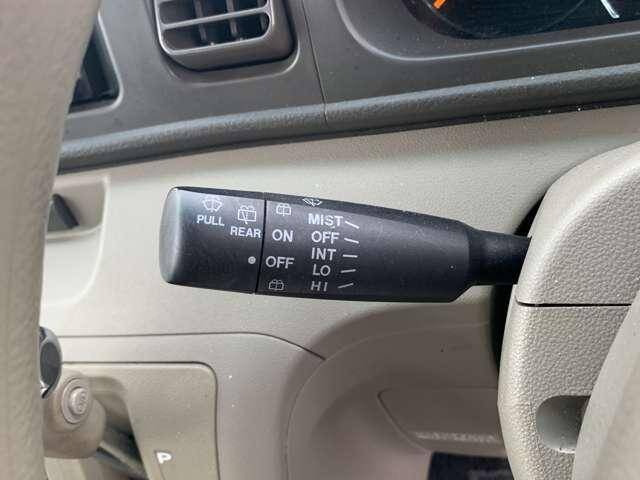 MIST
PULL
REAR
ON OFF
INT
OFF LO
HI
P